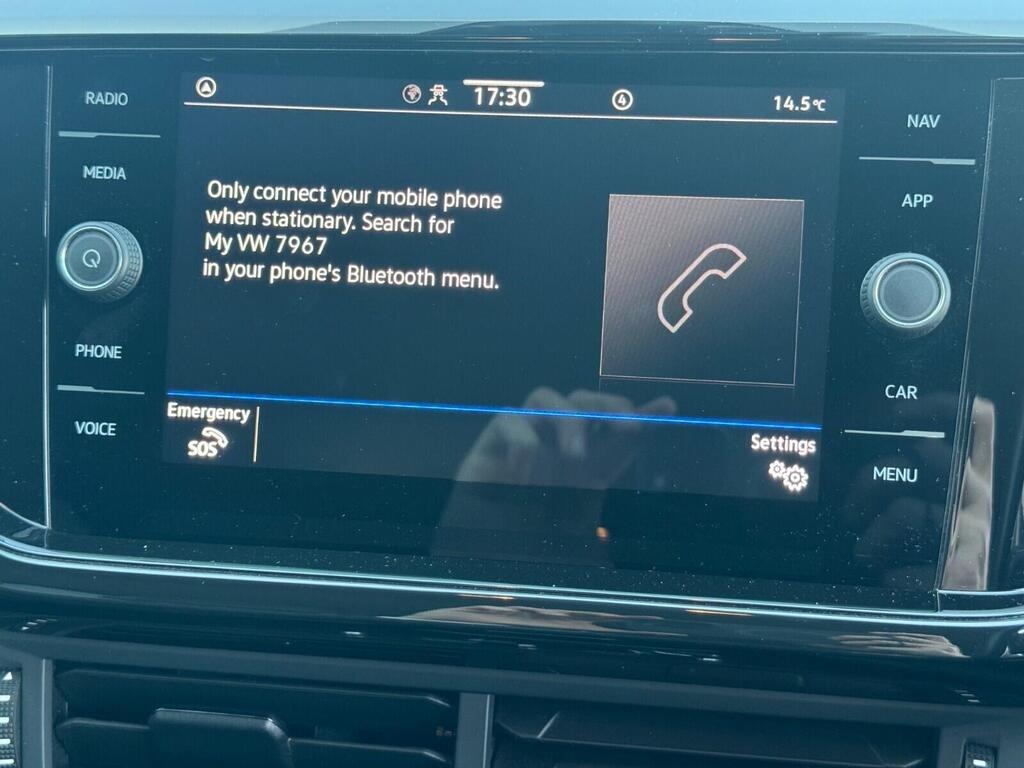 RADIO
MEDIA
PHONE
VOICE
17:30
4
14.5°C
Only connect your mobile phone
when stationary. Search for
My VW 7967
in your phone's Bluetooth menu.
Emergency
SOS
Settings
NAV
APP
CAR
MENU